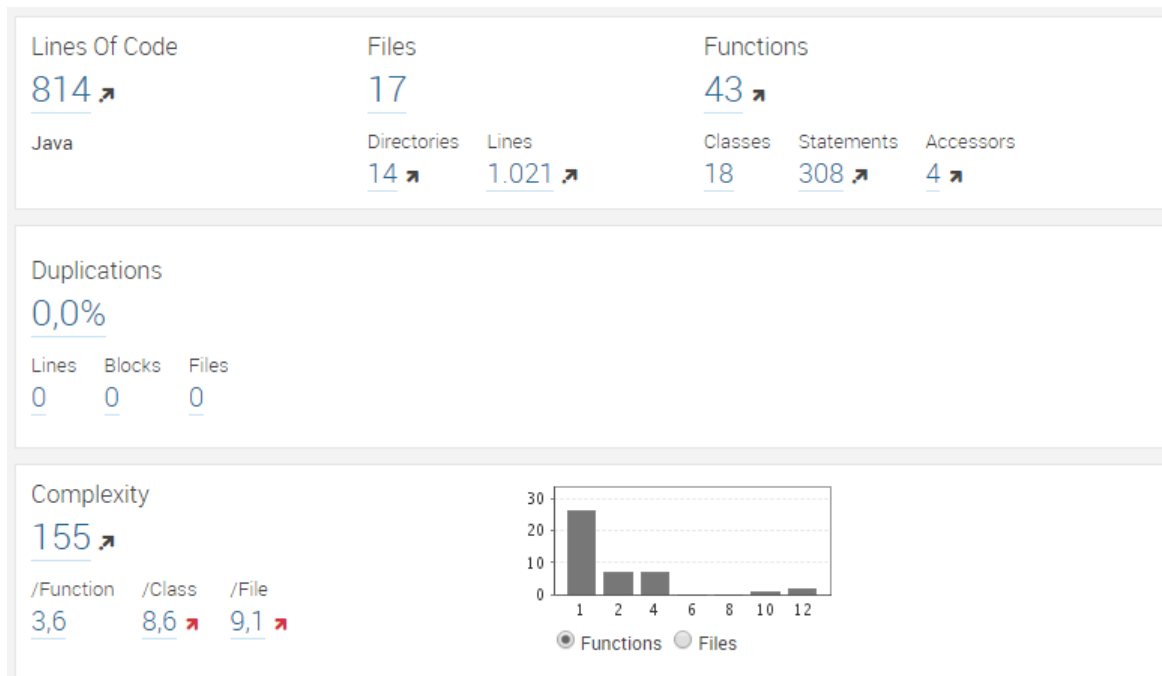 Lines Of Code
Files
Functions
814
17
43
Java
Directories
Lines
Classes
Statements
Accessors
14
1.021
18
308
4
Duplications
0,0%
Lines
Blocks
Files
0
0
0
Complexity
155
/Function
/Class
/File
3,6
8,6
9,1
30
20
10
0
1 2 4 6 8 10 12
Functions
Files